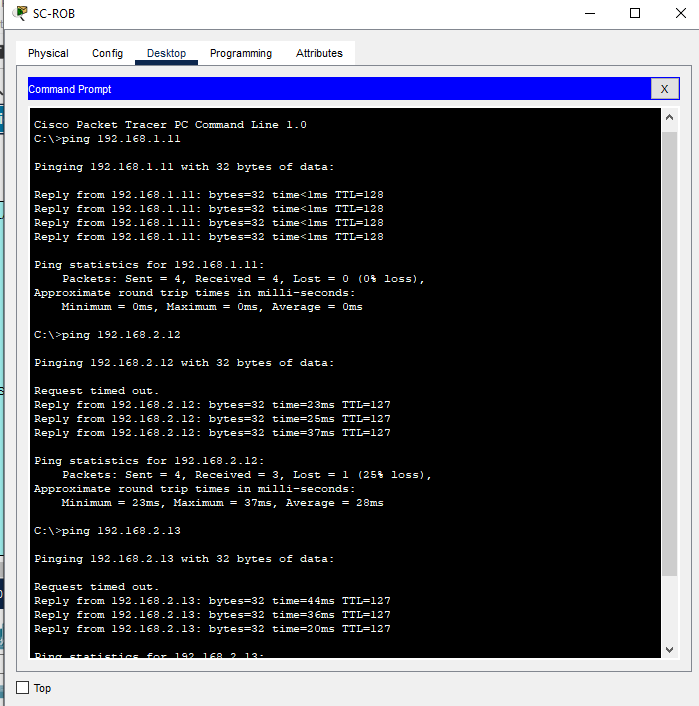 SC-ROB
Physical Config Desktop Programming Attributes
Command Prompt X
Cisco Packet Tracer PC Command Line 1.0
C:\>ping 192.168.1.11
Pinging 192.168.1.11 with 32 bytes of data:
Reply from 192.168.1.11: bytes=32 time<1ms TTL=128
Reply from 192.168.1.11: bytes=32 time<1ms TTL=128
Reply from 192.168.1.11: bytes=32 time<1ms TTL=128
Reply from 192.168.1.11: bytes=32 time<1ms TTL=128
Ping statistics for 192.168.1.11:
Packets: Sent = 4, Received = 4, Lost = 0 (0% loss),
Approximate round trip times in milli-seconds:
Minimum = 0ms, Maximum = 0ms, Average = 0ms
C:\>ping 192.168.2.12
Pinging 192.168.2.12 with 32 bytes of data:
Request timed out.
Reply from 192.168.2.12: bytes=32 time=23ms TTL=127
Reply from 192.168.2.12: bytes=32 time=25ms TTL=127
Reply from 192.168.2.12: bytes=32 time=37ms TTL=127
Ping statistics for 192.168.2.12:
Packets: Sent = 4, Received = 3, Lost = 1 (25% loss),
Approximate round trip times in milli-seconds:
Minimum = 23ms, Maximum = 37ms, Average = 28ms
C:\>ping 192.168.2.13
Pinging 192.168.2.13 with 32 bytes of data:
Request timed out.
Reply from 192.168.2.13: bytes=32 time=44ms TTL=127
Reply from 192.168.2.13: bytes=32 time=36ms TTL=127
Reply from 192.168.2.13: bytes=32 time=20ms TTL=127
Ping statistics for 192.168.2.13:
Top